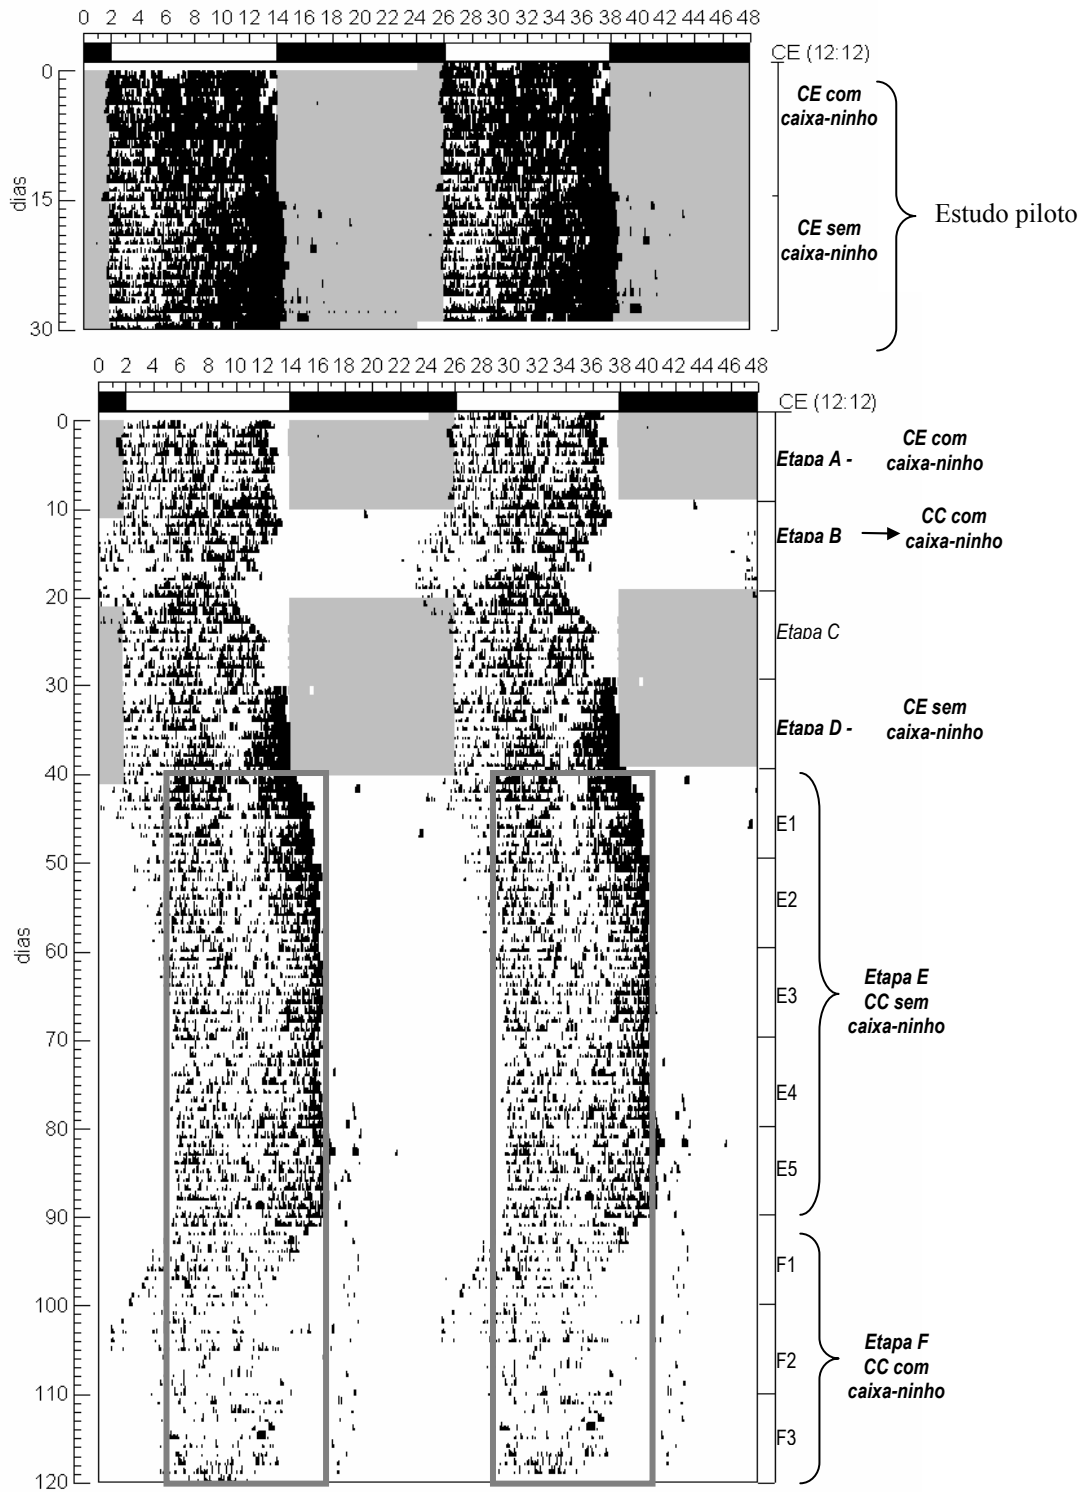 0 2 4 6 8 10 12 14 16 18 20 22 24 26 28 30 32 34 36 38 40 42 44 46 48
CE (12:12)
0
CE com
caixa-ninho
15
dias
CE sem
caixa-ninho
Estudo piloto
30
0 2 4 6 8 10 12 14 16 18 20 22 24 26 28 30 32 34 36 38 40 42 44 46 48
CE (12:12)
0
CE com
Etapa A - caixa-ninho
10
CC com
Etapa B caixa-ninho
20
Etapa C
30
CE sem
Etapa D - caixa-ninho
40
E1
50
E2
dias
60
E3
Etapa E
CC sem
caixa-ninho
70
E4
80
E5
90
F1
100
F2
Etapa F
CC com
caixa-ninho
110
F3
120